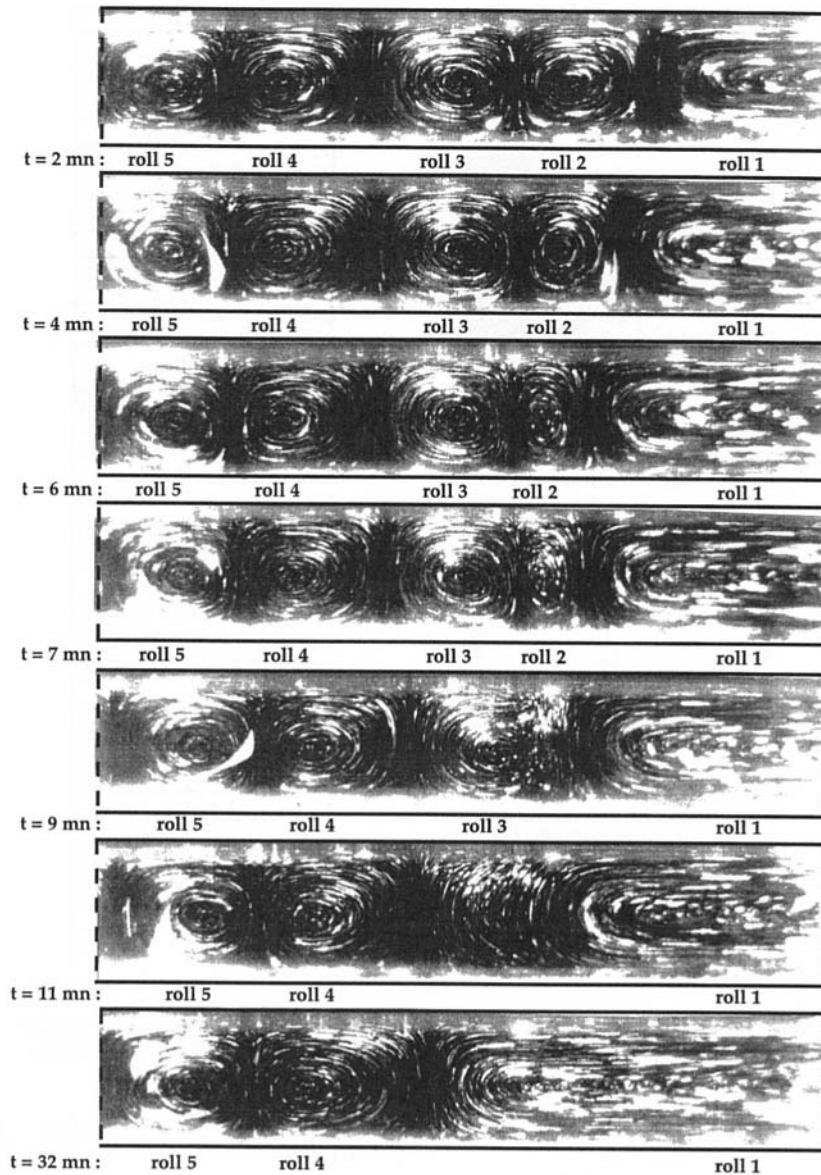 t = 2 mn : roll 5 roll 4 roll 3 roll 2 roll 1
t = 4 mn : roll 5 roll 4 roll 3 roll 2 roll 1
t = 6 mn : roll 5 roll 4 roll 3 roll 2 roll 1
t = 7 mn : roll 5 roll 4 roll 3 roll 2 roll 1
t = 9 mn : roll 5 roll 4 roll 3 roll 1
t = 11 mn : roll 5 roll 4 roll 1
t = 32 mn : roll 5 roll 4 roll 1